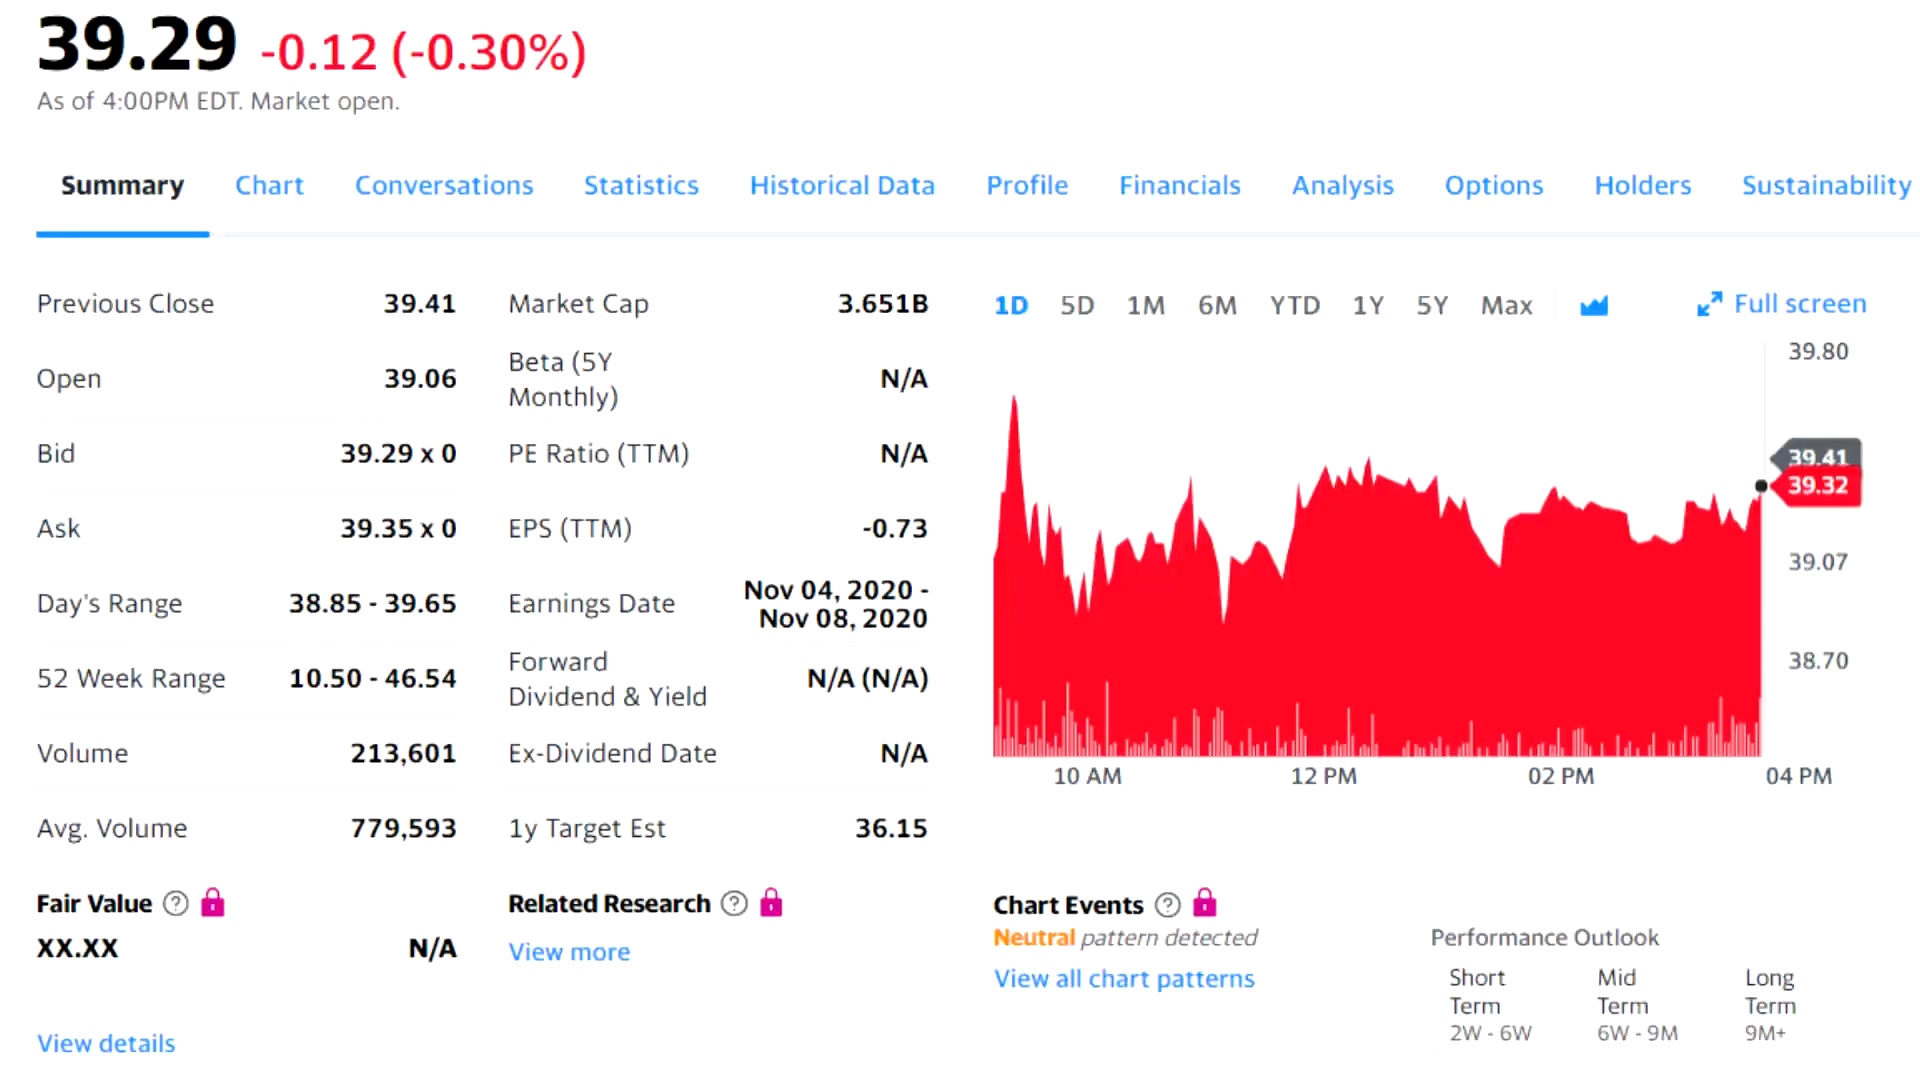 39.29 -0.12 (-0.30%)
As of 4:00PM EDT. Market open.
Summary Chart Conversations Statistics Historical Data Profile Financials Analysis Options Holders Sustainability
Previous Close 39.41
Open 39.06
Bid 39.29 x 0
Ask 39.35 x 0
Day's Range 38.85 - 39.65
52 Week Range 10.50 - 46.54
Volume 213,601
Avg. Volume 779,593
Market Cap 3.651B
Beta (5Y
Monthly) N/A
PE Ratio (TTM) N/A
EPS (TTM) -0.73
Earnings Date Nov 04, 2020 -
Nov 08, 2020
Forward
Dividend & Yield N/A (N/A)
Ex-Dividend Date N/A
1y Target Est 36.15
1D 5D 1M 6M YTD 1Y 5Y Max Full screen
39.80
39.41
39.32
39.07
38.70
10 AM 12 PM 02 PM 04 PM
Fair Value ?
XX.XX N/A
View details
Related Research ?
View more
Chart Events ?
Neutral pattern detected
View all chart patterns
Performance Outlook
Short
Term
2W - 6W
Mid
Term
6W - 9M
Long
Term
9M+